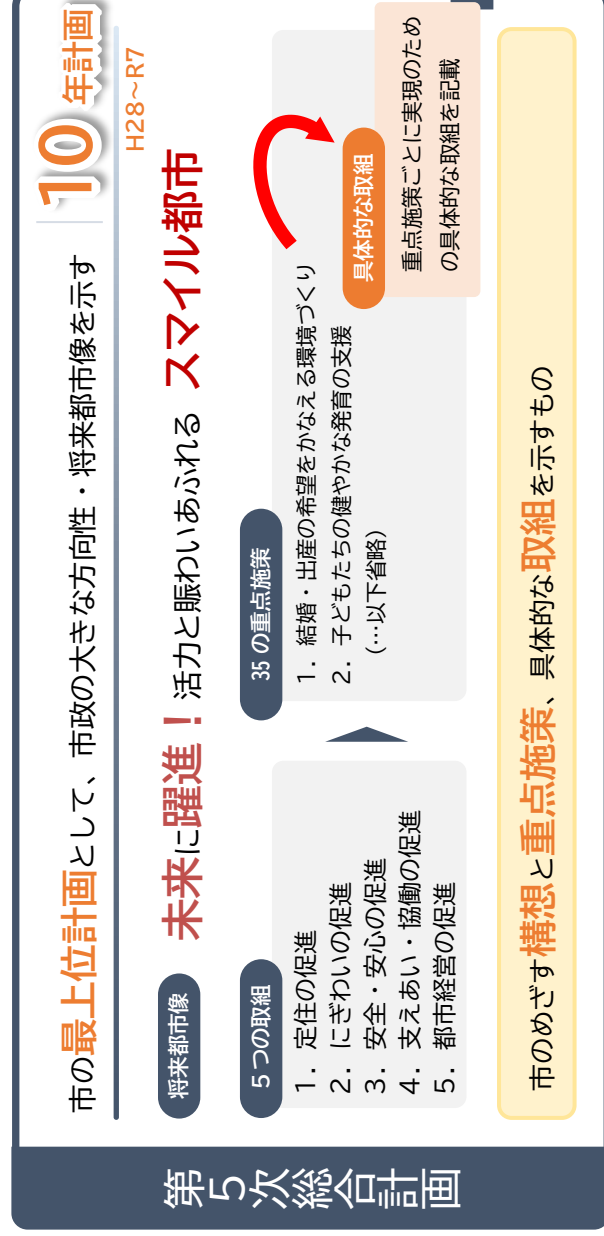 第５次総合計画
市の最上位計画として、市政の大きな方向性・将来都市像を示す
10 年計画
H28～R7
将来都市像
未来に躍進！活力と賑わいあふれる スマイル都市
５つの取組
１．定住の促進
２．にぎわいの促進
３．安全・安心の促進
４．支えあい・協働の促進
５．都市経営の促進
35 の重点施策
１．結婚・出産の希望をかなえる環境づくり
２．子どもたちの健やかな発育の支援
（…以下省略）
具体的な取組
重点施策ごとに実現のため
の具体的な取組を記載
市のめざす構想と重点施策、具体的な取組を示すもの